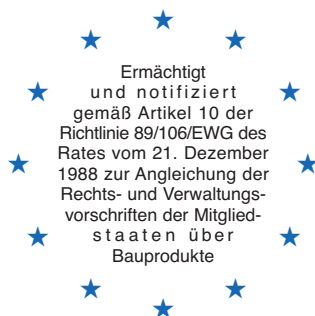 Ermächtigt
und notifiziert
gemäß Artikel 10 der
Richtlinie 89/106/EWG des
Rates vom 21. Dezember
1988 zur Angleichung der
Rechts- und Verwaltungs-
vorschriften der Mitglied-
staaten über
Bauprodukte